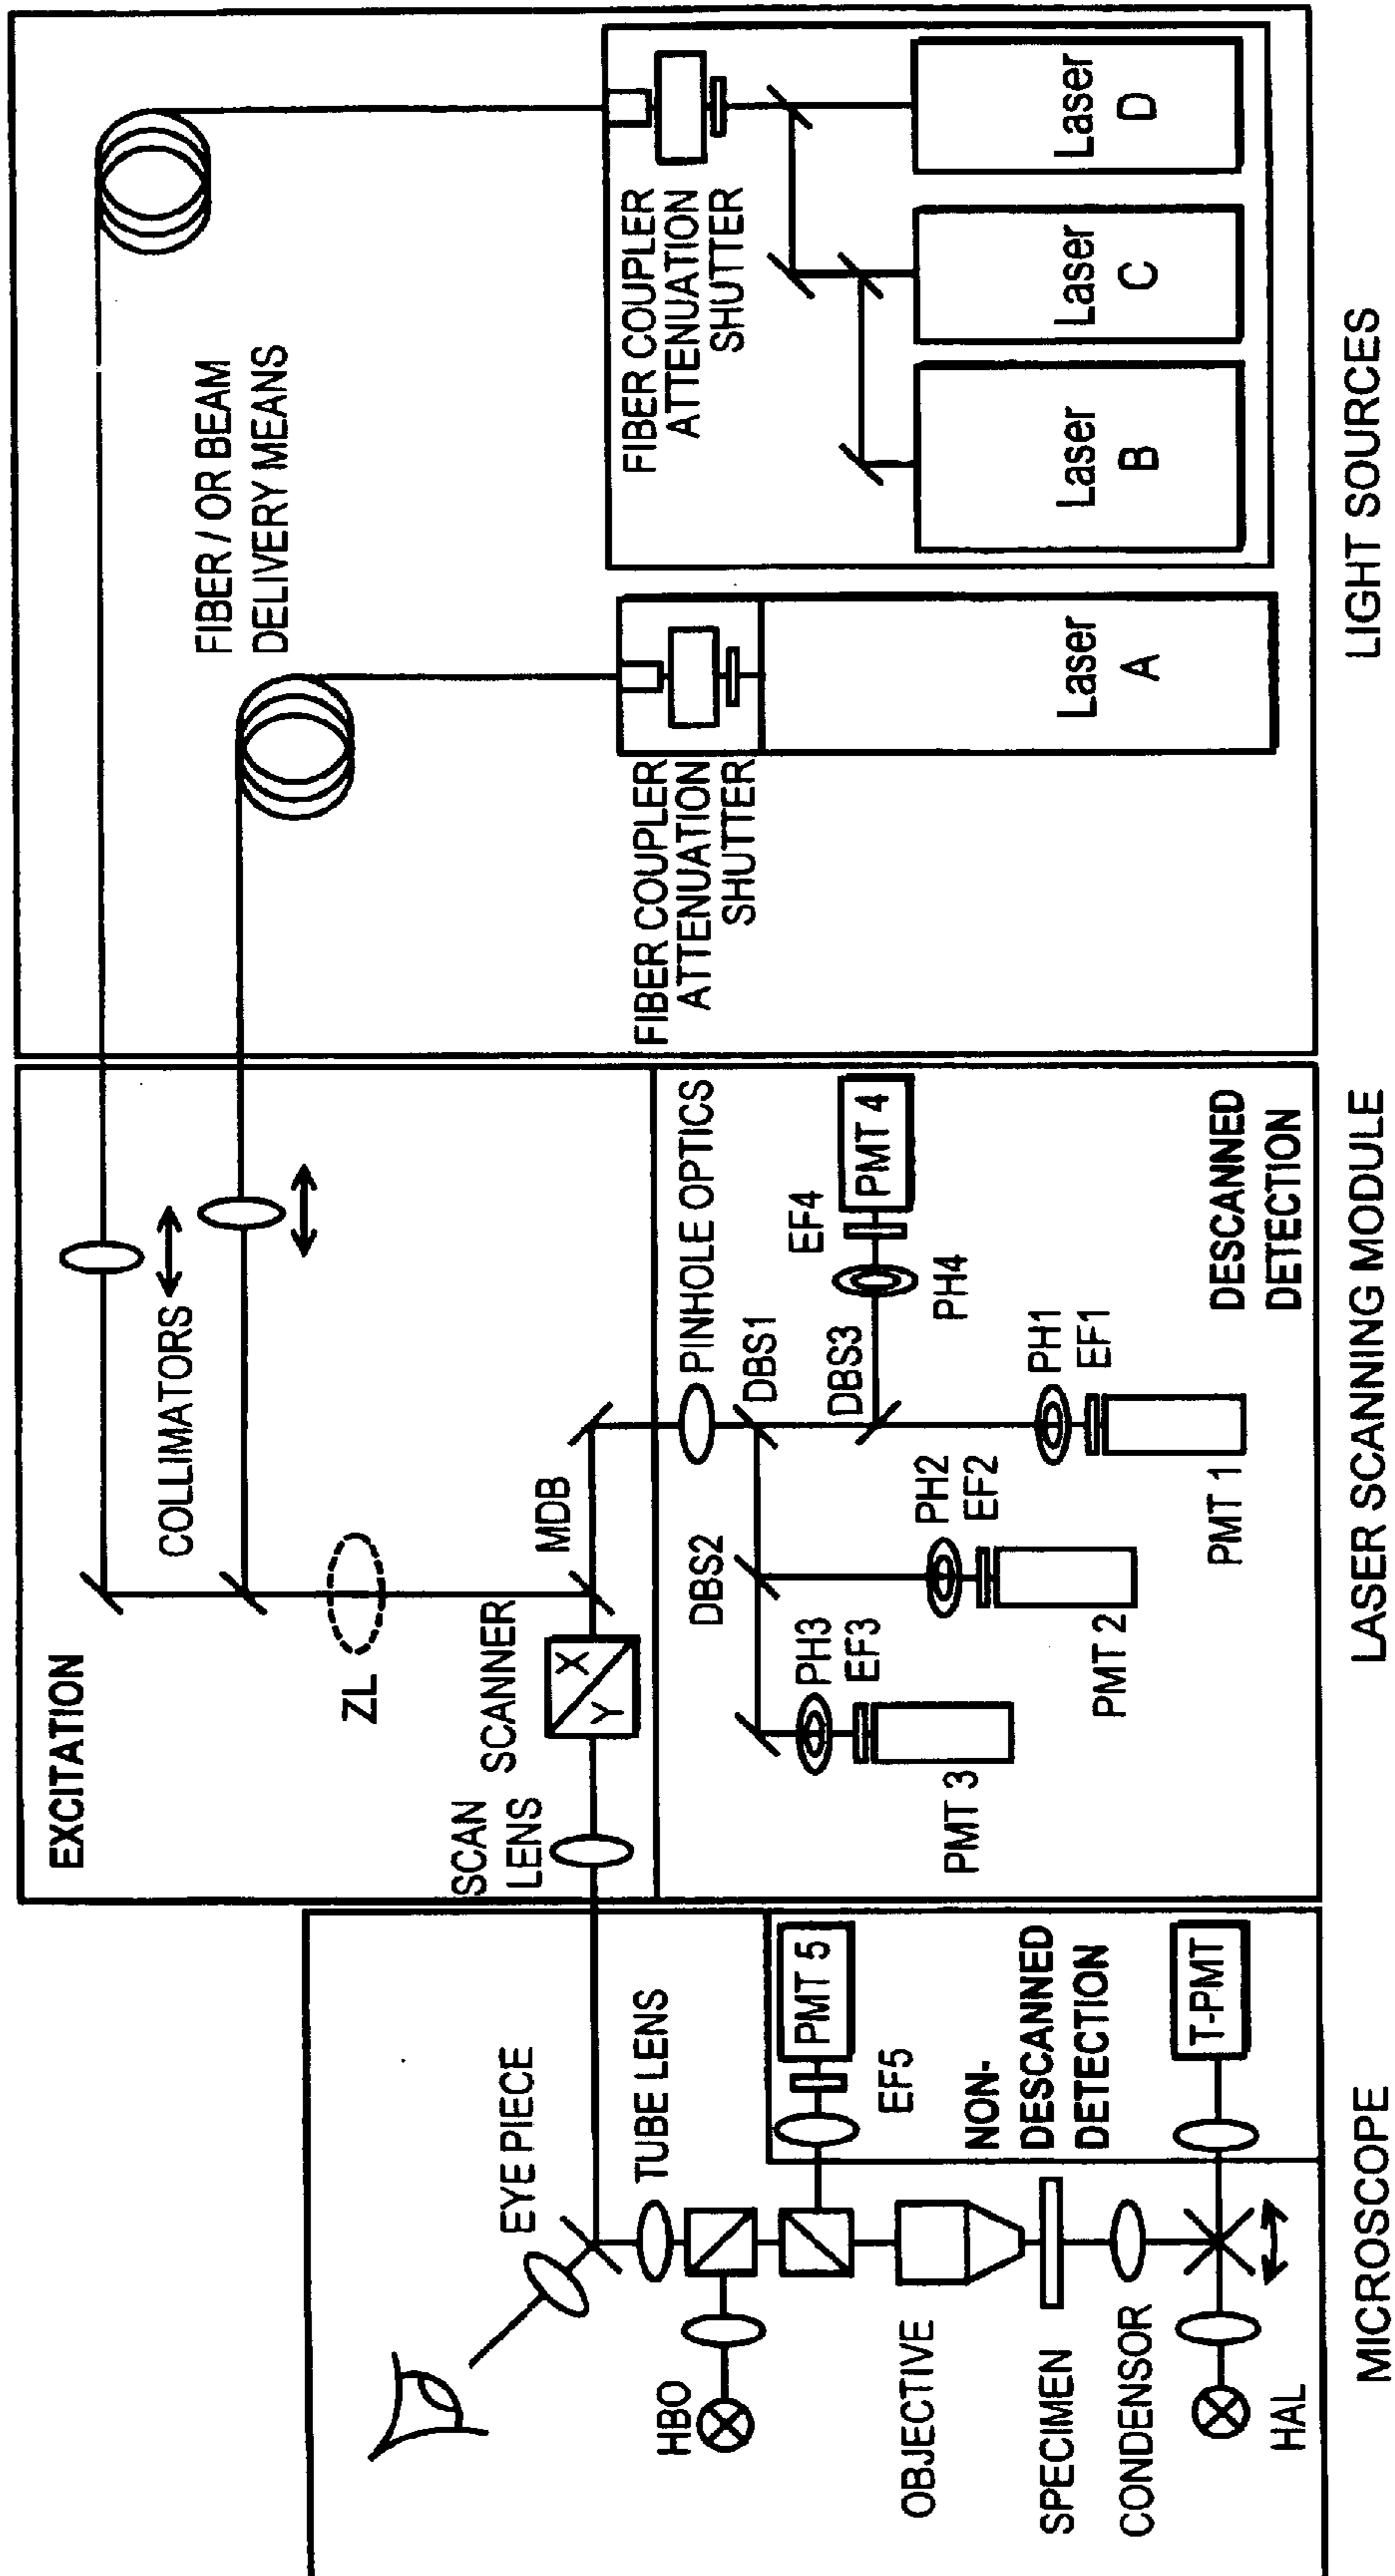 EXCITATION
COLLIMATORS
ZL
SCANNER
X
Y
MDB
SCAN
LENS
PINHOLE OPTICS
DBS1
DBS2
DBS3
PH4
EF4
PMT 4
PH1
EF1
PMT 1
PH2
EF2
PMT 2
PH3
EF3
PMT 3
DESCANNED
DETECTION
LASER SCANNING MODULE
EYE PIECE
TUBE LENS
HBO
PMT 5
EF5
NON-
DESCANNED
DETECTION
T-PMT
OBJECTIVE
SPECIMEN
CONDENSOR
HAL
MICROSCOPE
FIBER / OR BEAM
DELIVERY MEANS
FIBER COUPLER
ATTENUATION
SHUTTER
FIBER COUPLER
ATTENUATION
SHUTTER
Laser
A
Laser
B
Laser
C
Laser
D
LIGHT SOURCES